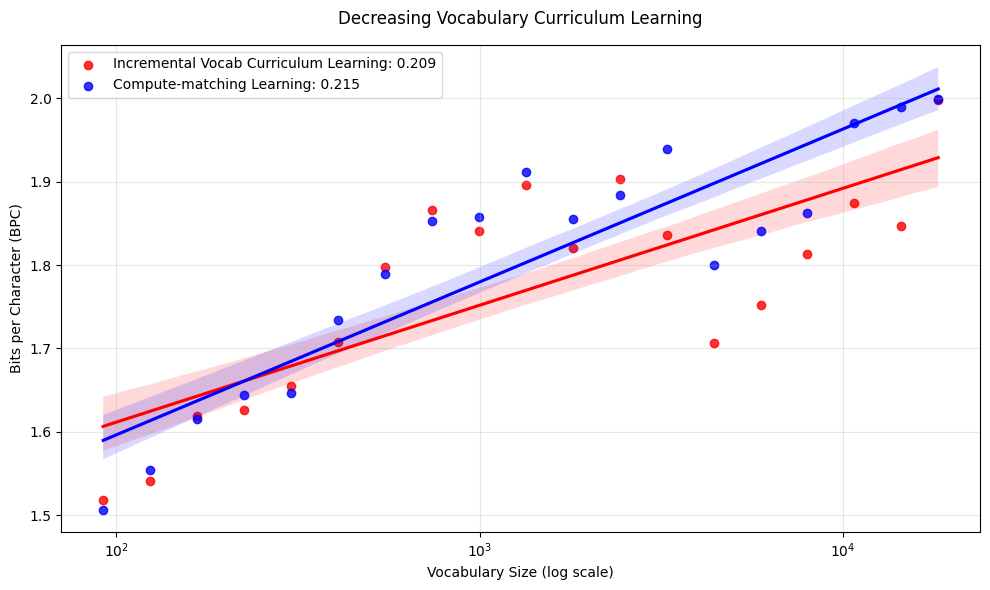 Decreasing Vocabulary Curriculum Learning
Incremental Vocab Curriculum Learning: 0.209
Compute-matching Learning: 0.215
Bits per Character (BPC)
2.0
1.9
1.8
1.7
1.6
1.5
10²
10³
10⁴
Vocabulary Size (log scale)